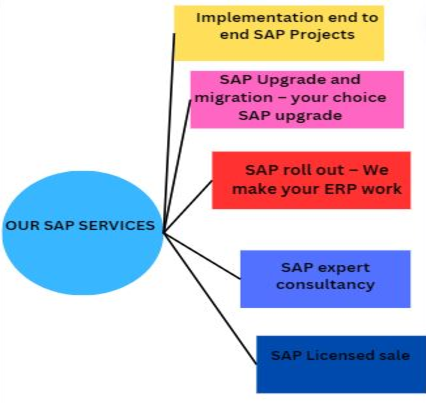 Implementation end to
end SAP Projects
SAP Upgrade and
migration – your choice
SAP upgrade
SAP roll out – We
make your ERP work
OUR SAP SERVICES
SAP expert
consultancy
SAP Licensed sale